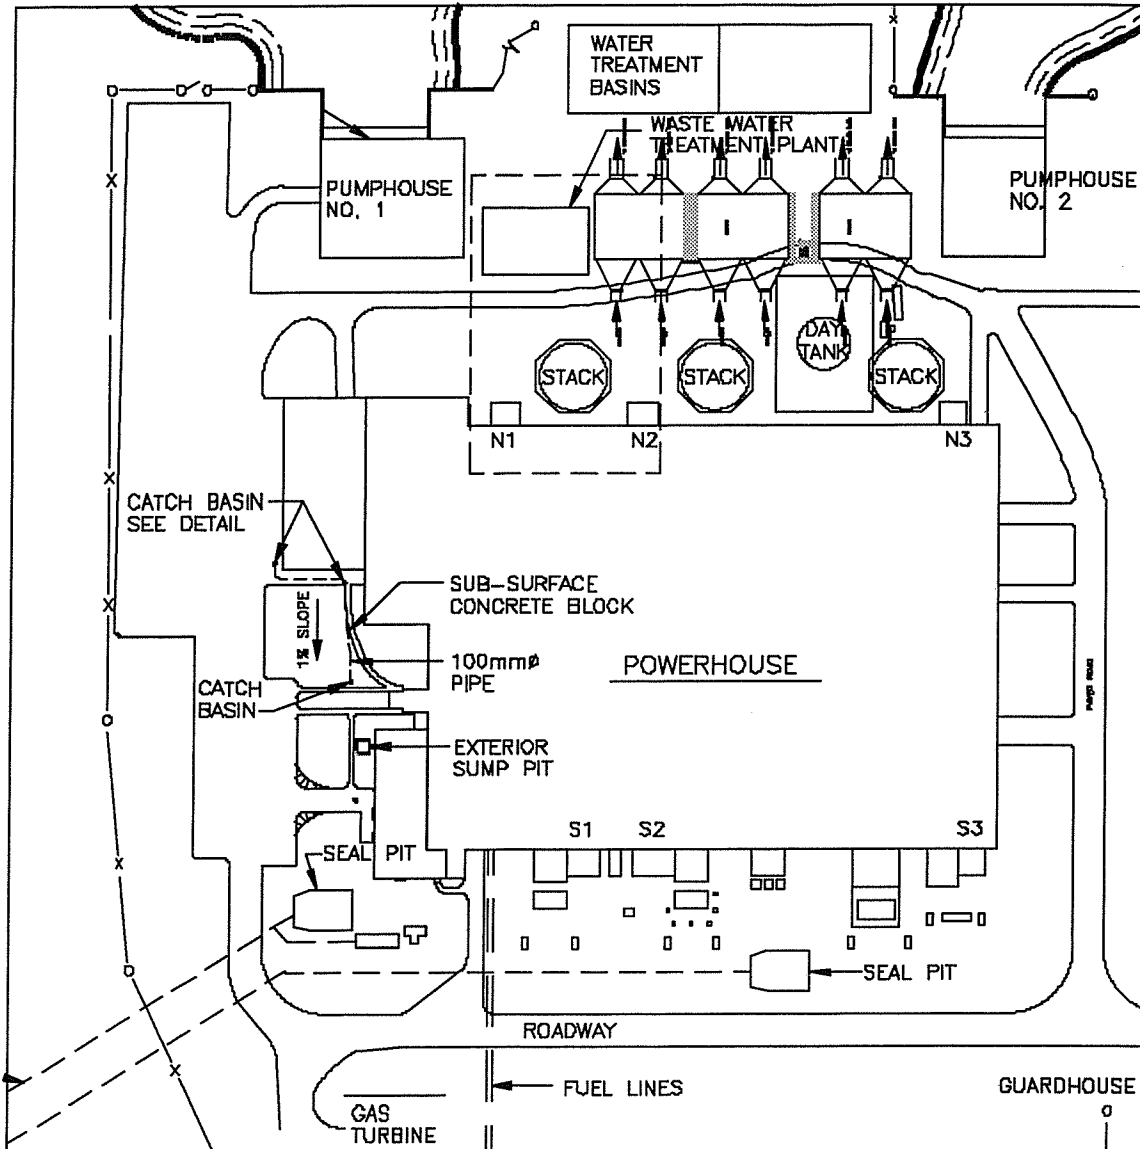 WATER
TREATMENT
BASINS
WASTE WATER
TREATMENT PLANT
PUMPHOUSE
NO. 1
PUMPHOUSE
NO. 2
DAY
TANK
STACK
STACK
STACK
N1
N2
N3
CATCH BASIN
SEE DETAIL
SUB-SURFACE
CONCRETE BLOCK
1% SLOPE
100mmø
PIPE
POWERHOUSE
CATCH
BASIN
EXTERIOR
SUMP PIT
S1
S2
S3
SEAL PIT
SEAL PIT
ROADWAY
FUEL LINES
GUARDHOUSE
GAS
TURBINE